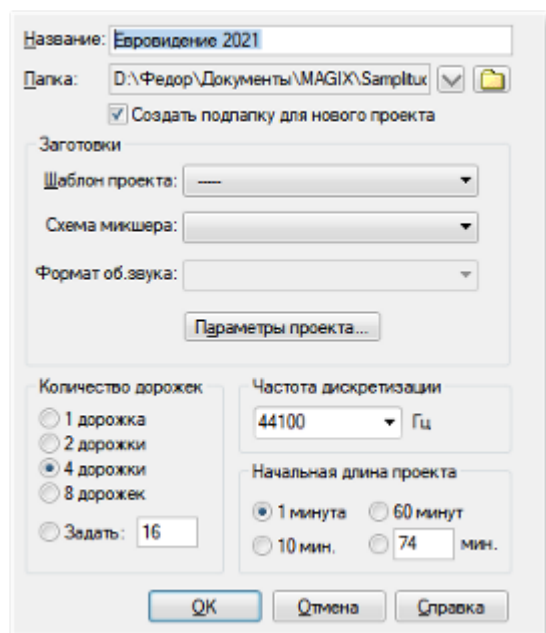 Название: Евровидение 2021
Папка: D:\Федор\Документы\MAGIX\Samplitux
Создать подпапку для нового проекта
Заготовки
Шаблон проекта: -----
Схема микшера:
Формат об.звука:
Параметры проекта...
Количество дорожек
1 дорожка
2 дорожки
4 дорожки
8 дорожек
Задать: 16
Частота дискретизации
44100 Гц
Начальная длина проекта
1 минута 60 минут
10 мин. 74 мин.
OK Отмена Справка